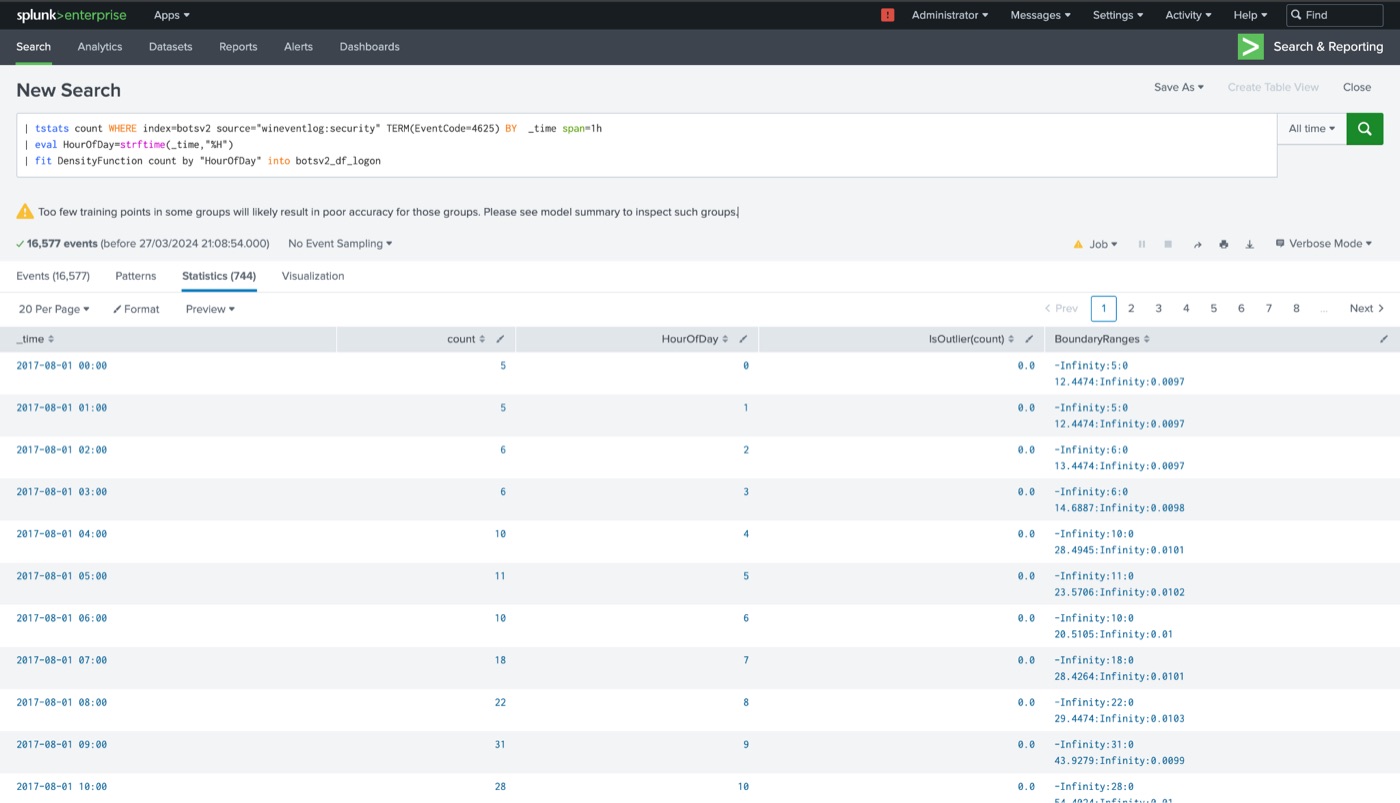 splunk>enterprise Apps ! Administrator Messages Settings Activity Help Find
Search Analytics Datasets Reports Alerts Dashboards > Search & Reporting
New Search Save As Create Table View Close
| tstats count WHERE index=botsv2 source="wineventlog:security" TERM(EventCode=4625) BY _time span=1h
| eval HourOfDay=strftime(_time,"%H")
| fit DensityFunction count by "HourOfDay" into botsv2_df_logon
All time
Too few training points in some groups will likely result in poor accuracy for those groups. Please see model summary to inspect such groups.
16,577 events (before 27/03/2024 21:08:54.000) No Event Sampling Job Verbose Mode
Events (16,577) Patterns Statistics (744) Visualization
20 Per Page Format Preview < Prev 1 2 3 4 5 6 7 8 ... Next >
_time count HourOfDay IsOutlier(count) BoundaryRanges
2017-08-01 00:00 5 0 0.0 -Infinity:5:0
12.4474:Infinity:0.0097
2017-08-01 01:00 5 1 0.0 -Infinity:5:0
12.4474:Infinity:0.0097
2017-08-01 02:00 6 2 0.0 -Infinity:6:0
13.4474:Infinity:0.0097
2017-08-01 03:00 6 3 0.0 -Infinity:6:0
14.6887:Infinity:0.0098
2017-08-01 04:00 10 4 0.0 -Infinity:10:0
28.4945:Infinity:0.0101
2017-08-01 05:00 11 5 0.0 -Infinity:11:0
23.5706:Infinity:0.0102
2017-08-01 06:00 10 6 0.0 -Infinity:10:0
20.5105:Infinity:0.01
2017-08-01 07:00 18 7 0.0 -Infinity:18:0
28.4264:Infinity:0.0101
2017-08-01 08:00 22 8 0.0 -Infinity:22:0
29.4474:Infinity:0.0103
2017-08-01 09:00 31 9 0.0 -Infinity:31:0
43.9279:Infinity:0.0099
2017-08-01 10:00 28 10 0.0 -Infinity:28:0